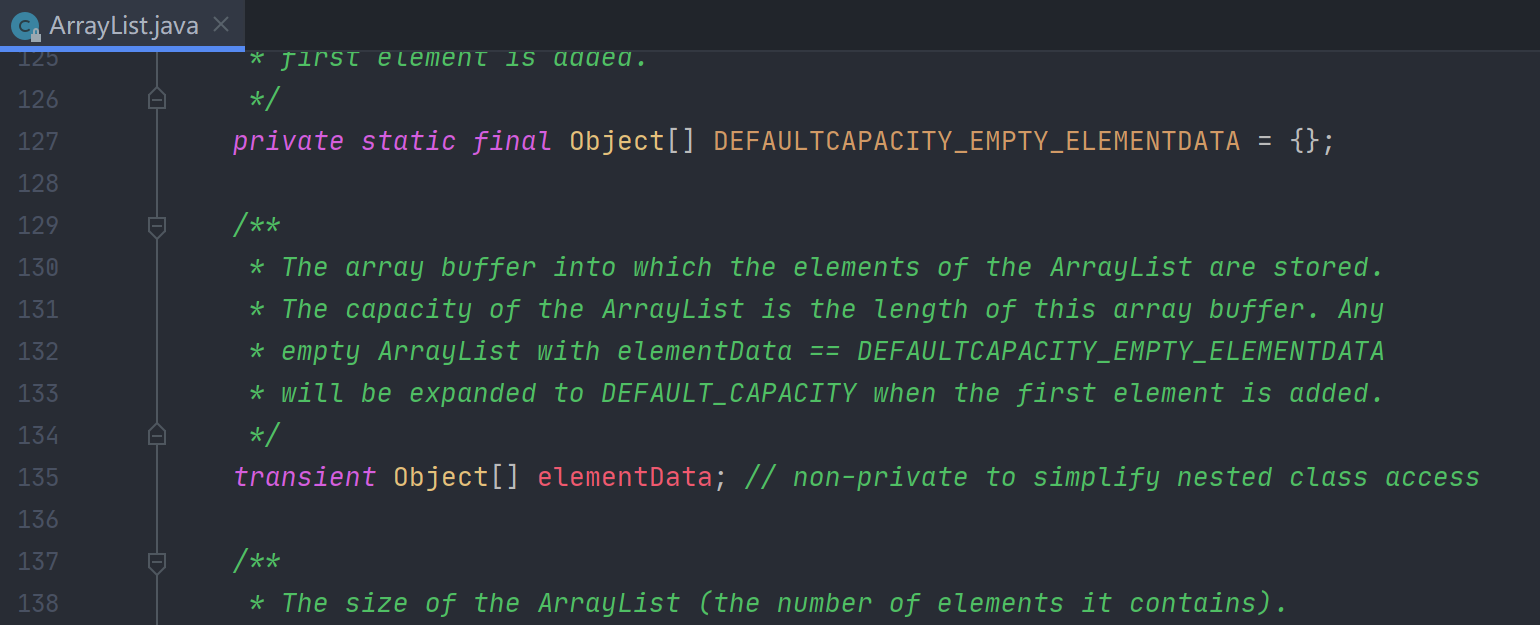 ArrayList.java
125 * first element is added.
126 */
127 private static final Object[] DEFAULTCAPACITY_EMPTY_ELEMENTDATA = {};
128
129 /**
130 * The array buffer into which the elements of the ArrayList are stored.
131 * The capacity of the ArrayList is the length of this array buffer. Any
132 * empty ArrayList with elementData == DEFAULTCAPACITY_EMPTY_ELEMENTDATA
133 * will be expanded to DEFAULT_CAPACITY when the first element is added.
134 */
135 transient Object[] elementData; // non-private to simplify nested class access
136
137 /**
138 * The size of the ArrayList (the number of elements it contains).